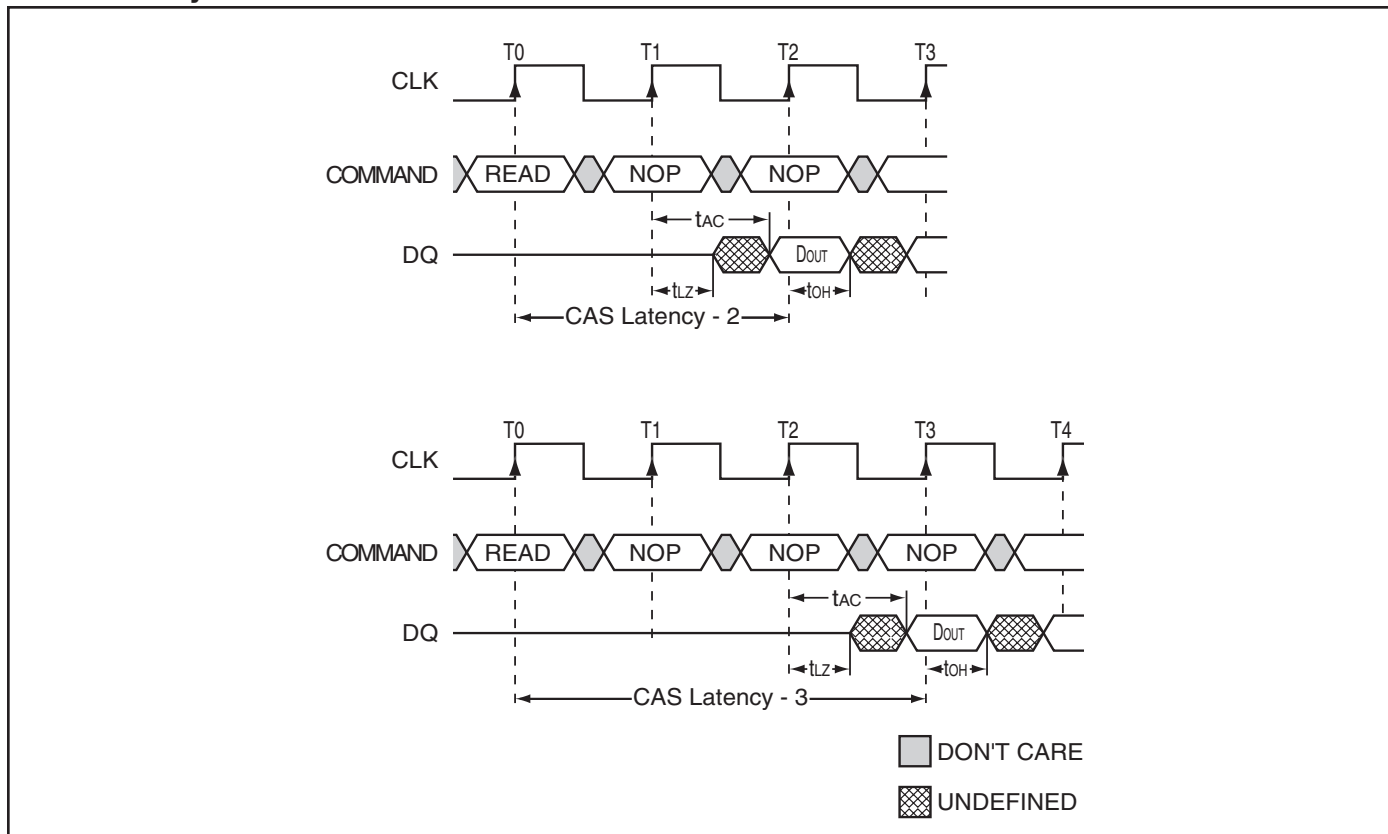 T0 T1 T2 T3
CLK
COMMAND READ NOP NOP
tAC
DQ DOUT
tLZ tOH
CAS Latency - 2
T0 T1 T2 T3 T4
CLK
COMMAND READ NOP NOP NOP
tAC
DQ DOUT
tLZ tOH
CAS Latency - 3
DON'T CARE
UNDEFINED